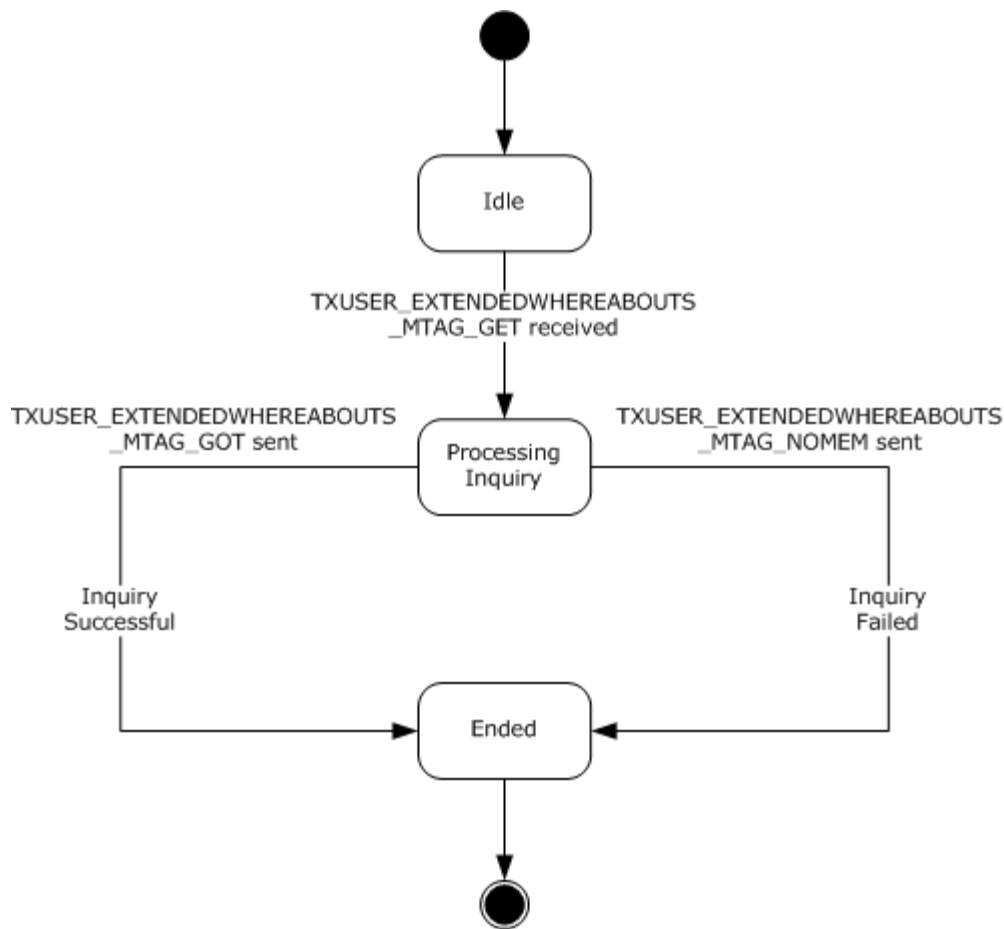 Idle
TXUSER_EXTENDEDWHEREABOUTS
_MTAG_GET received
TXUSER_EXTENDEDWHEREABOUTS
_MTAG_GOT sent
TXUSER_EXTENDEDWHEREABOUTS
_MTAG_NOMEM sent
Processing
Inquiry
Inquiry
Successful
Inquiry
Failed
Ended